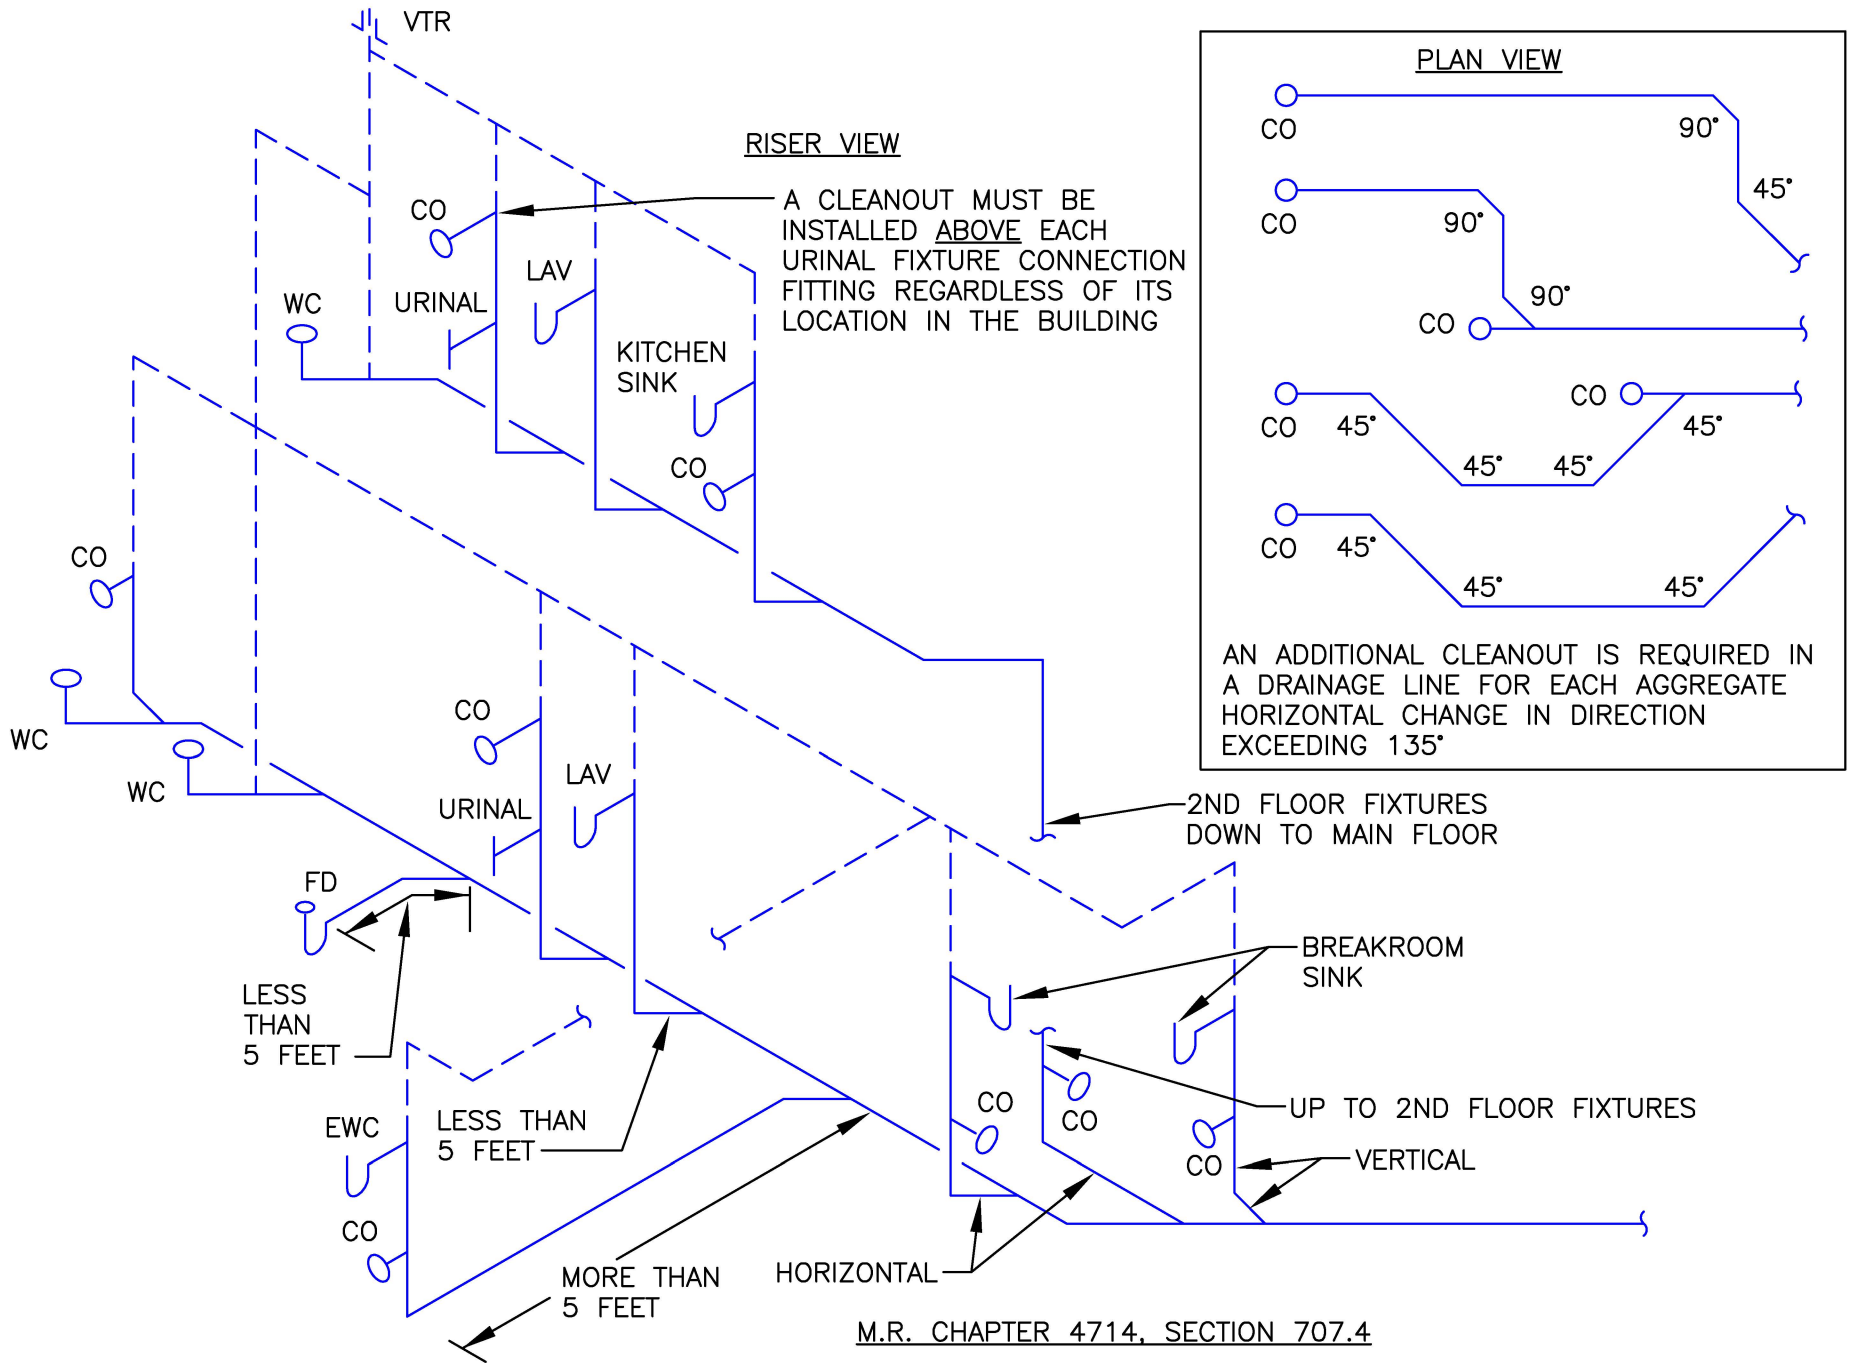 VTR
RISER VIEW
A CLEANOUT MUST BE
INSTALLED ABOVE EACH
URINAL FIXTURE CONNECTION
FITTING REGARDLESS OF ITS
LOCATION IN THE BUILDING
CO
LAV
WC
URINAL
KITCHEN
SINK
CO
CO
WC
WC
CO
LAV
URINAL
FD
LESS
THAN
5 FEET
LESS THAN
5 FEET
EWC
CO
MORE THAN
5 FEET
HORIZONTAL
2ND FLOOR FIXTURES
DOWN TO MAIN FLOOR
BREAKROOM
SINK
CO
CO
CO
UP TO 2ND FLOOR FIXTURES
VERTICAL
M.R. CHAPTER 4714, SECTION 707.4
PLAN VIEW
CO
90°
45°
CO
90°
90°
CO
CO
45°
45°
45°
CO
45°
CO
45°
45°
45°
AN ADDITIONAL CLEANOUT IS REQUIRED IN
A DRAINAGE LINE FOR EACH AGGREGATE
HORIZONTAL CHANGE IN DIRECTION
EXCEEDING 135°